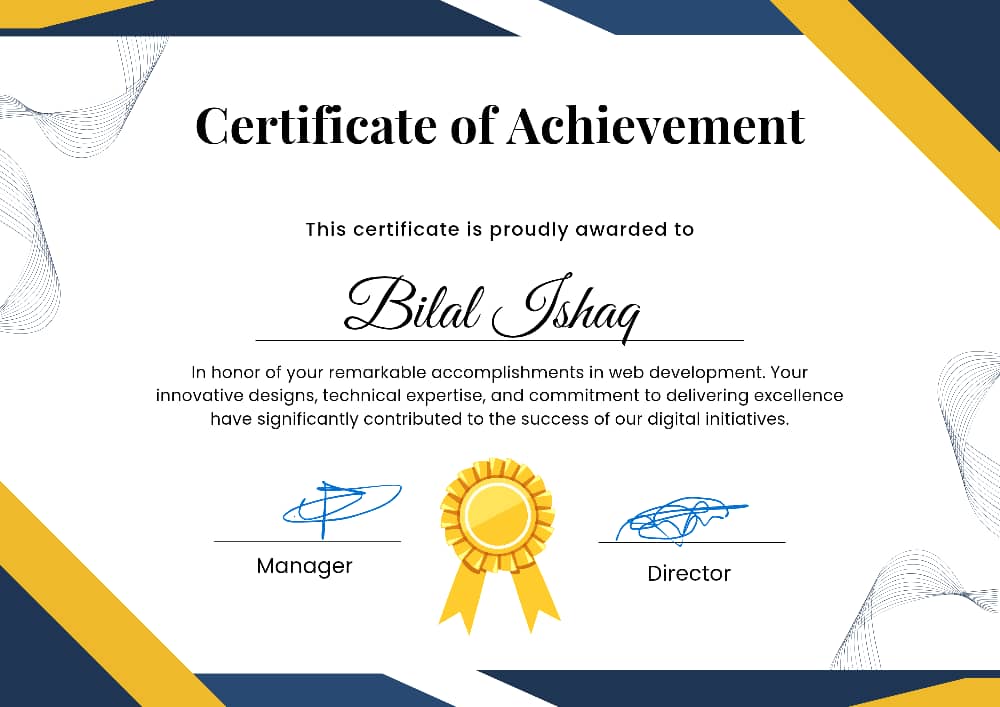 Certificate of Achievement
This certificate is proudly awarded to
Bilal Ishaq
In honor of your remarkable accomplishments in web development. Your
innovative designs, technical expertise, and commitment to delivering excellence
have significantly contributed to the success of our digital initiatives.
Manager
Director